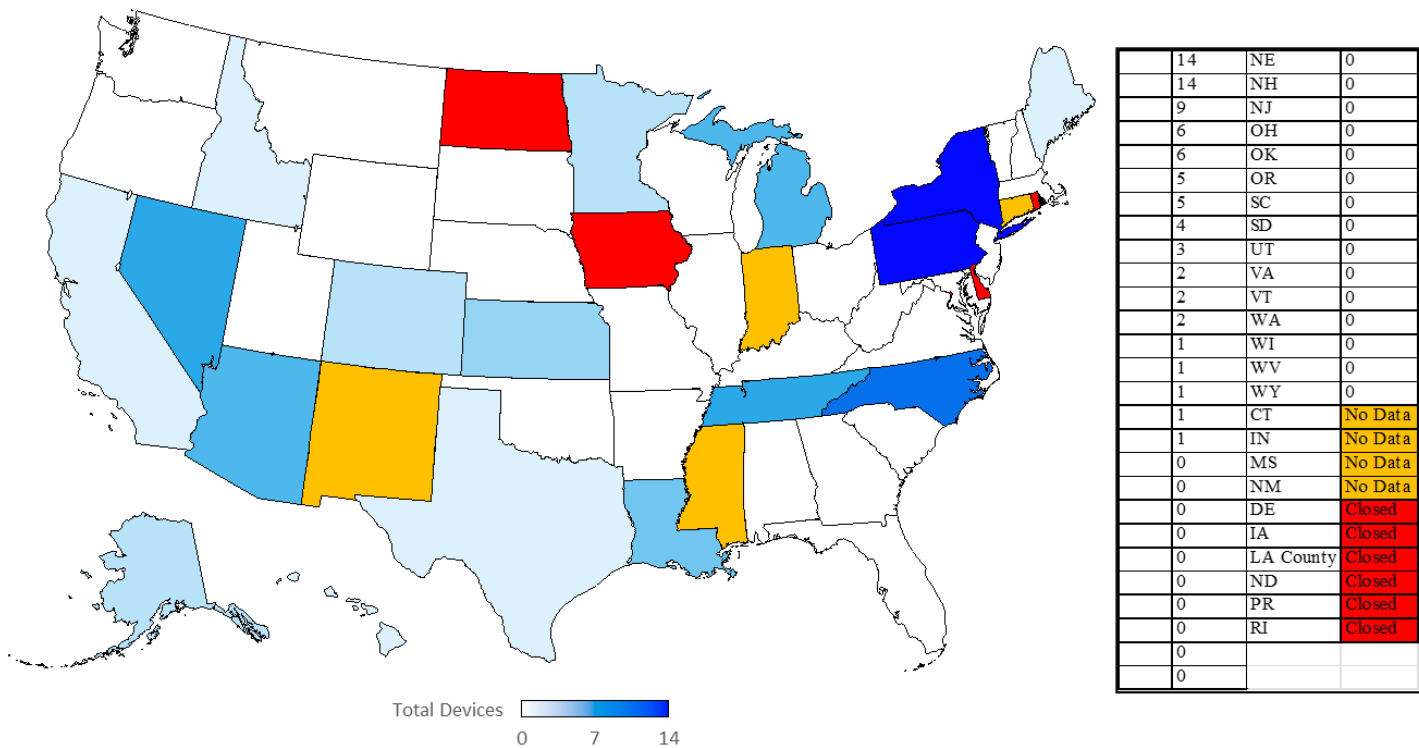 14 NE 0
14 NH 0
9 NJ 0
6 OH 0
6 OK 0
5 OR 0
5 SC 0
4 SD 0
3 UT 0
2 VA 0
2 VT 0
2 WA 0
1 WI 0
1 WV 0
1 WY 0
1 CT No Data
1 IN No Data
0 MS No Data
0 NM No Data
0 DE Closed
0 IA Closed
0 LA County Closed
0 ND Closed
0 PR Closed
0 RI Closed
0
0
Total Devices
0 7 14